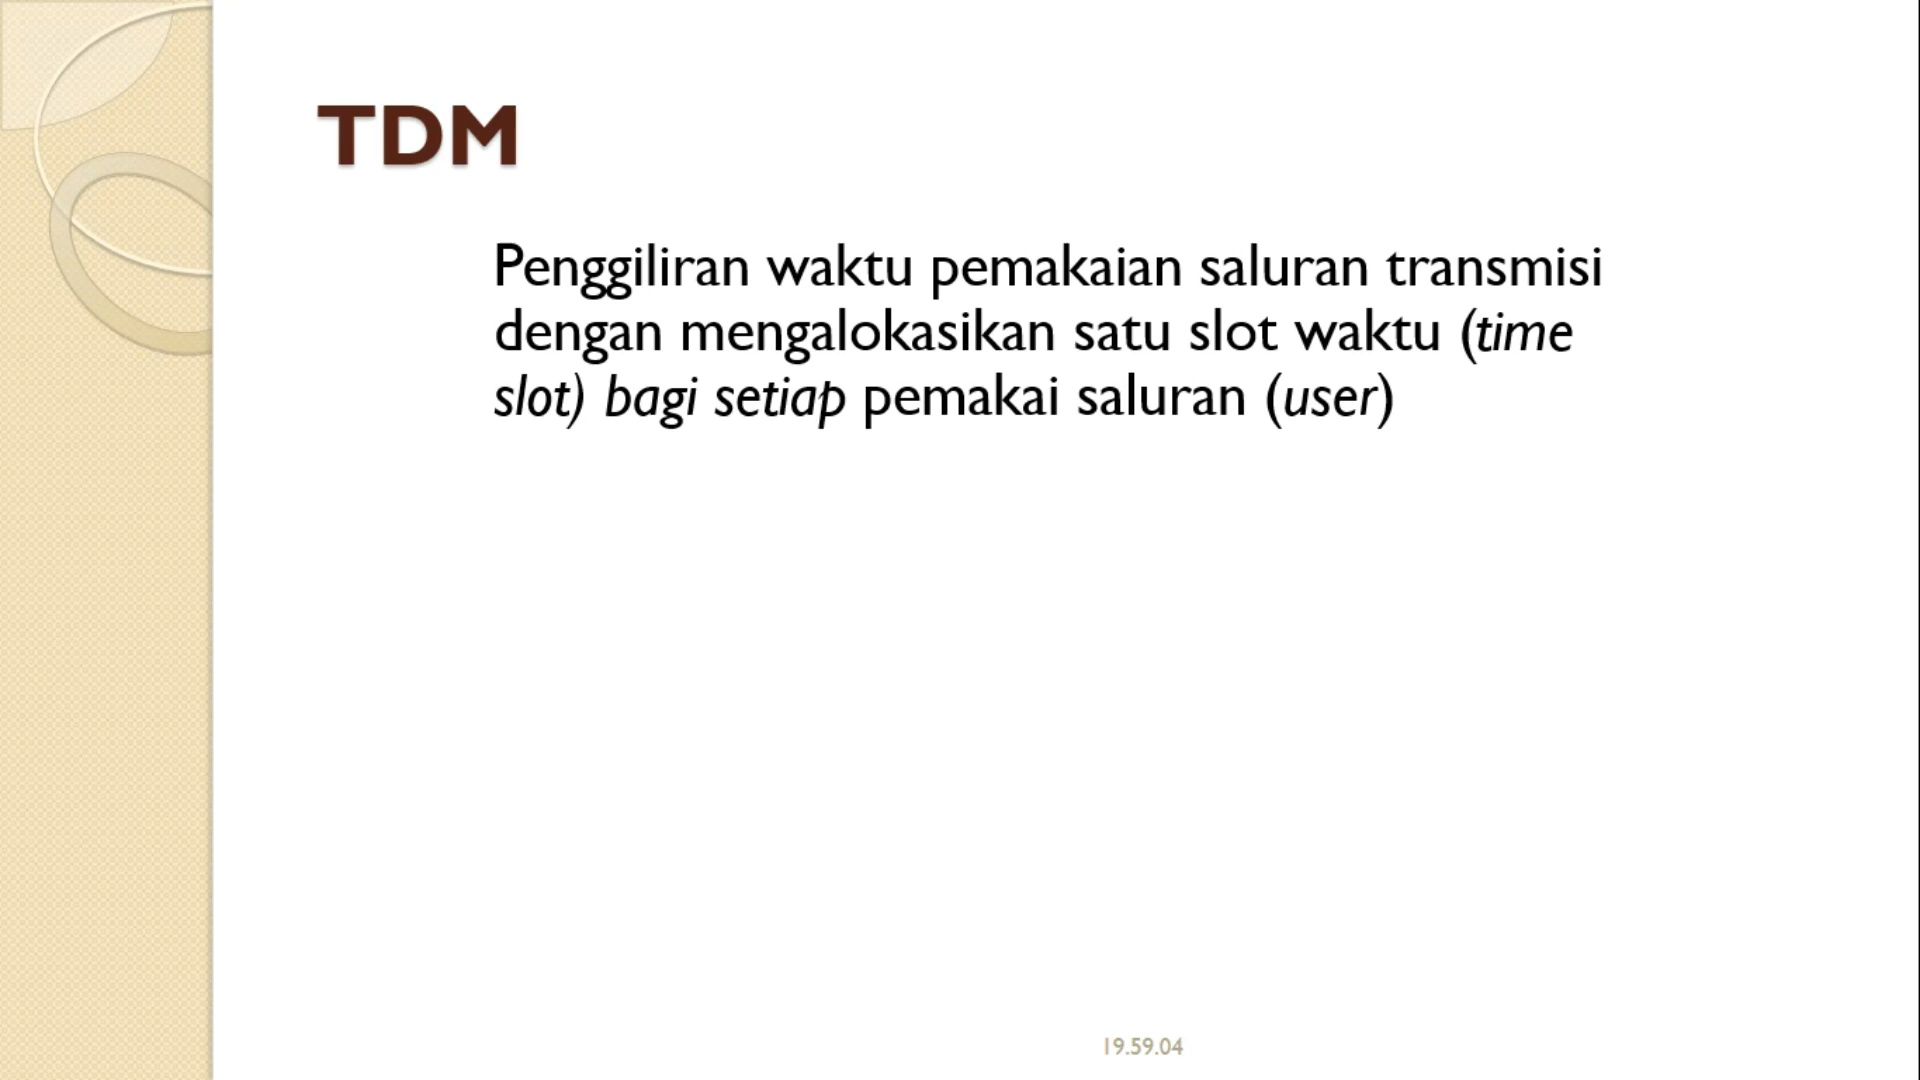 TDM
Penggiliran waktu pemakaian saluran transmisi
dengan mengalokasikan satu slot waktu (time
slot) bagi setiap pemakai saluran (user)
19.59.04